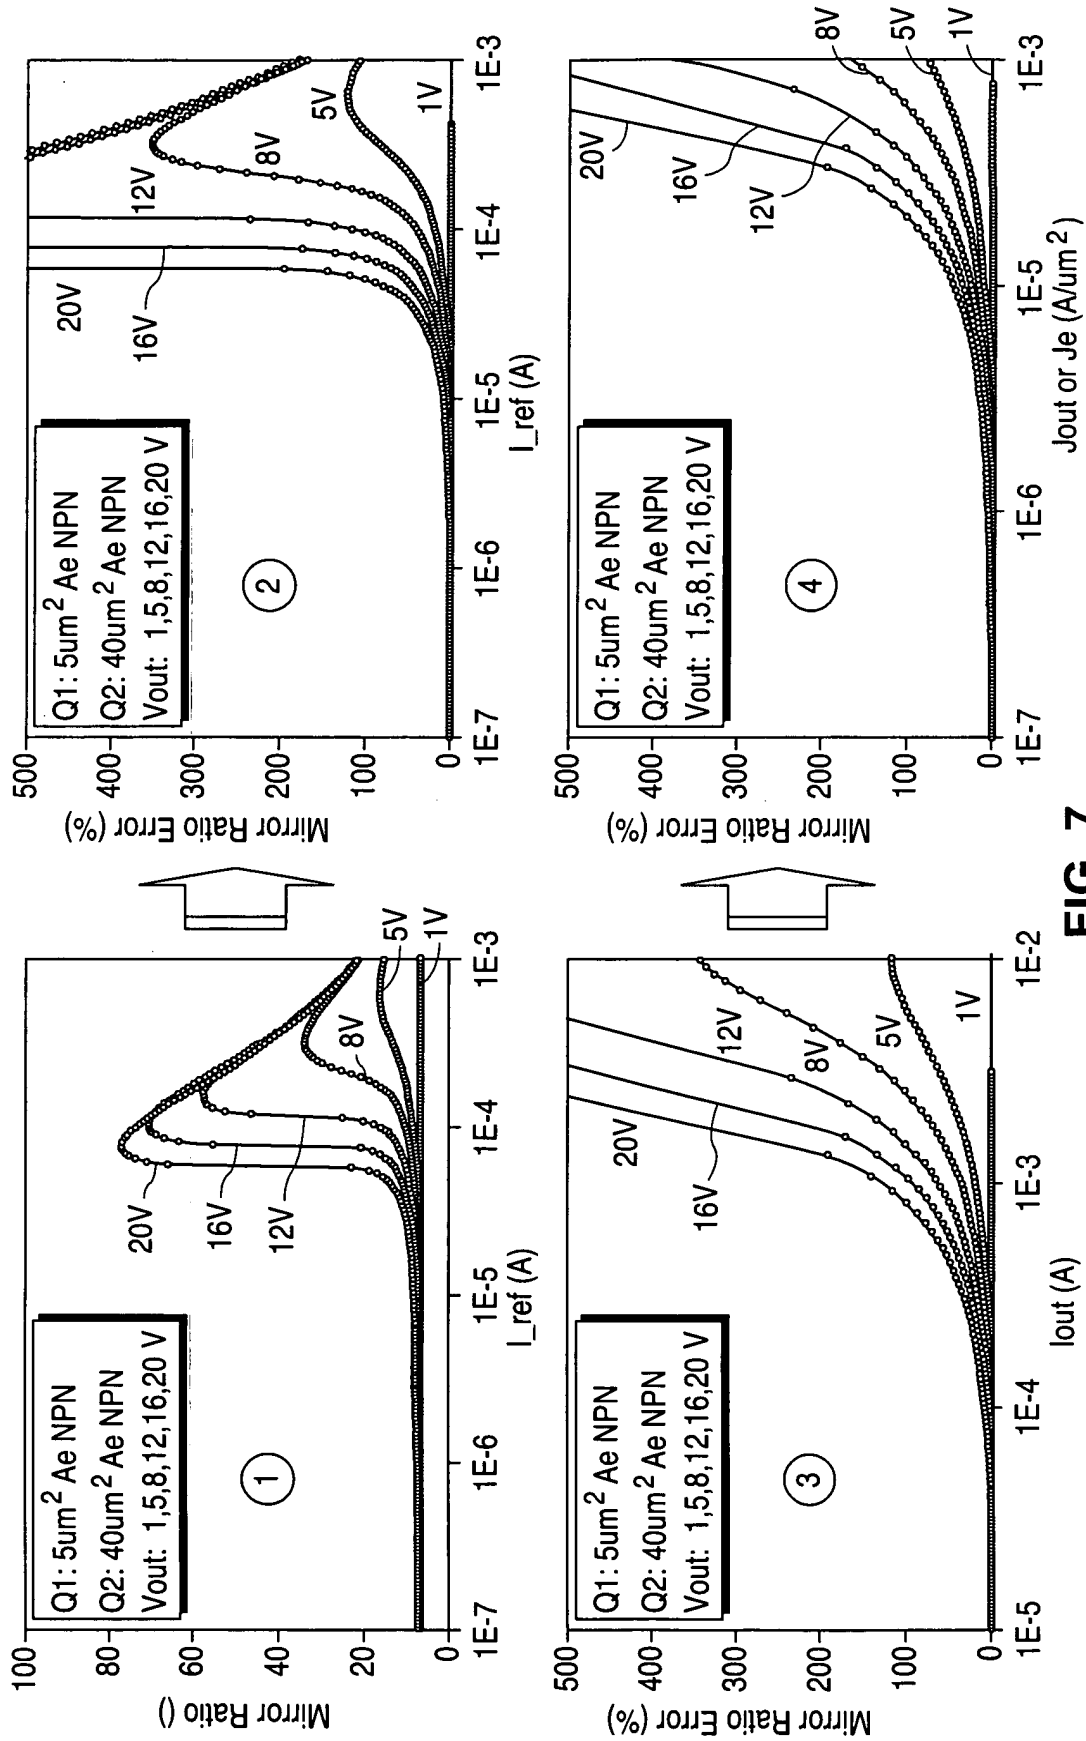 100
80
60
40
20
0
Mirror Ratio ()
Q1: 5um² Ae NPN
Q2: 40um² Ae NPN
Vout: 1,5,8,12,16,20 V
1
20V
16V
12V
8V
5V
1V
1E-7
1E-6
1E-5
1E-4
1E-3
I_ref (A)
500
400
300
200
100
0
Mirror Ratio Error (%)
Q1: 5um² Ae NPN
Q2: 40um² Ae NPN
Vout: 1,5,8,12,16,20 V
2
20V
16V
12V
8V
5V
1V
1E-7
1E-6
1E-5
1E-4
1E-3
I_ref (A)
500
400
300
200
100
0
Mirror Ratio Error (%)
Q1: 5um² Ae NPN
Q2: 40um² Ae NPN
Vout: 1,5,8,12,16,20 V
3
20V
16V
12V
8V
5V
1V
1E-5
1E-4
1E-3
1E-2
Iout (A)
500
400
300
200
100
0
Mirror Ratio Error (%)
Q1: 5um² Ae NPN
Q2: 40um² Ae NPN
Vout: 1,5,8,12,16,20 V
4
20V
16V
12V
8V
5V
1V
1E-7
1E-6
1E-5
1E-3
Jout or Je (A/um²)
FIG. 7